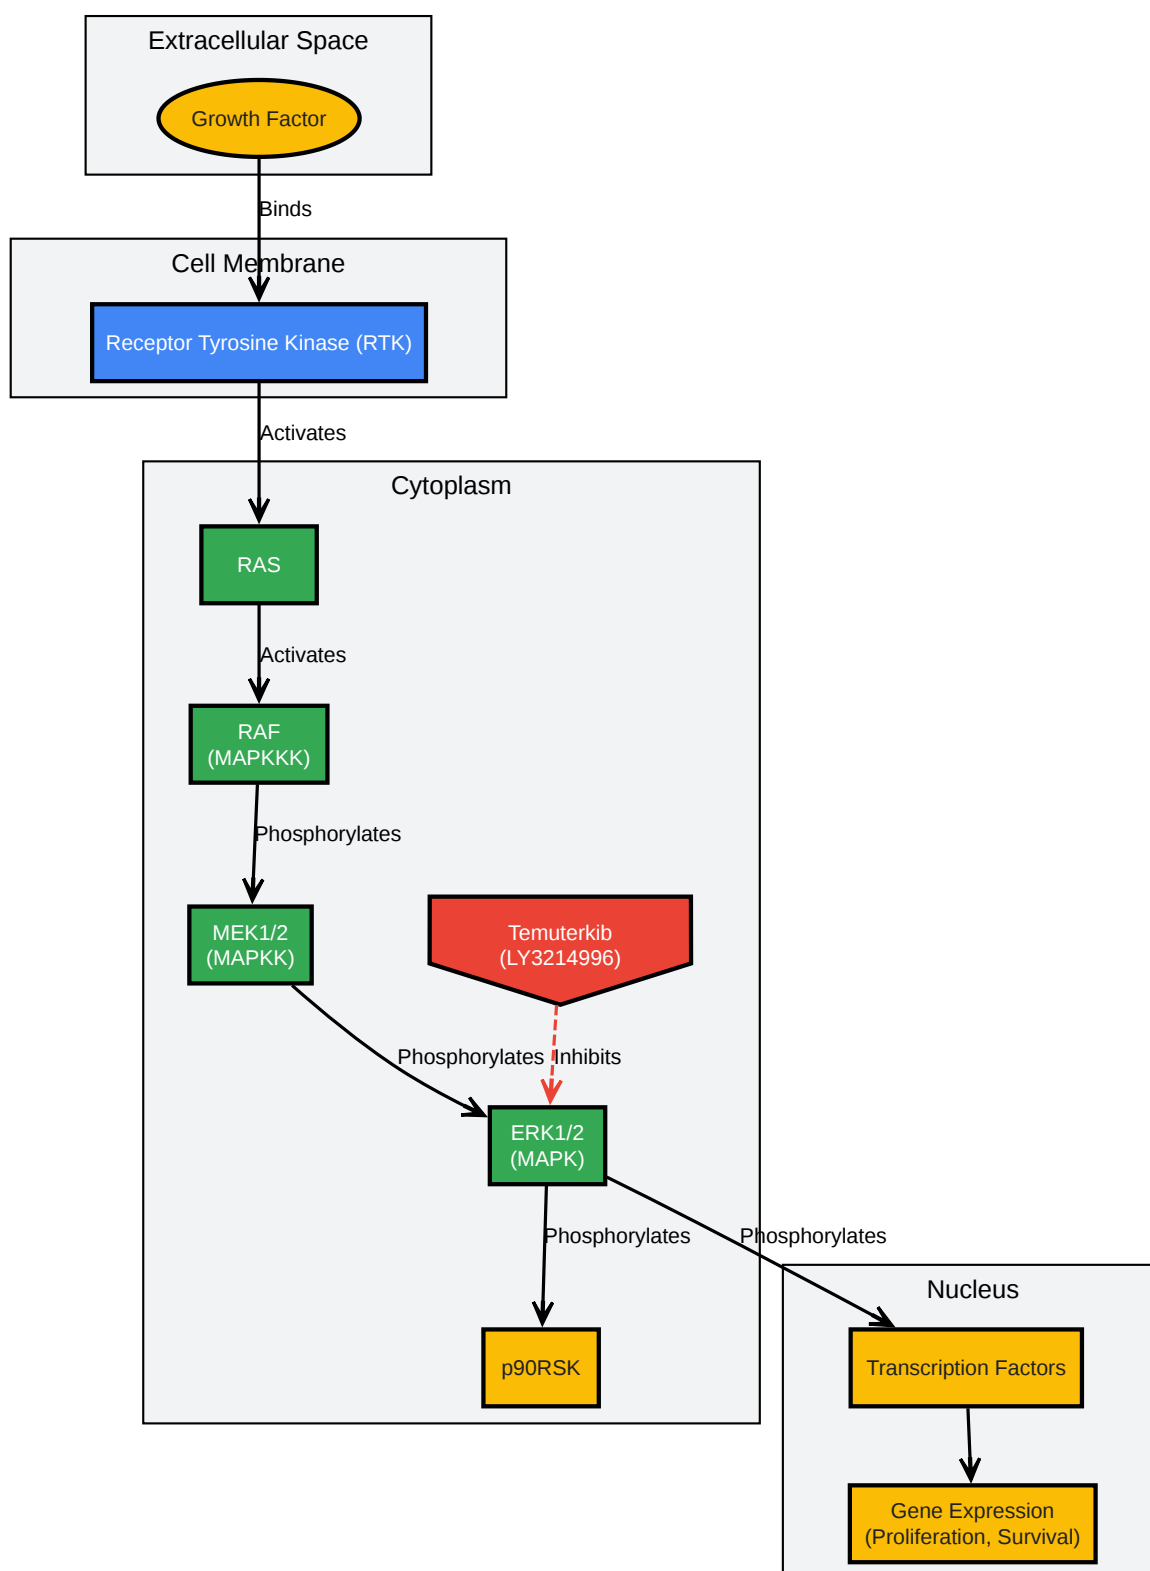 Extracellular Space
Growth Factor
Binds
Cell Membrane
Receptor Tyrosine Kinase (RTK)
Activates
Cytoplasm
RAS
Activates
RAF
(MAPKKK)
Phosphorylates
MEK1/2
(MAPKK)
Temuterkib
(LY3214996)
Phosphorylates
Inhibits
ERK1/2
(MAPK)
Phosphorylates
Phosphorylates
Nucleus
p90RSK
Transcription Factors
Gene Expression
(Proliferation, Survival)